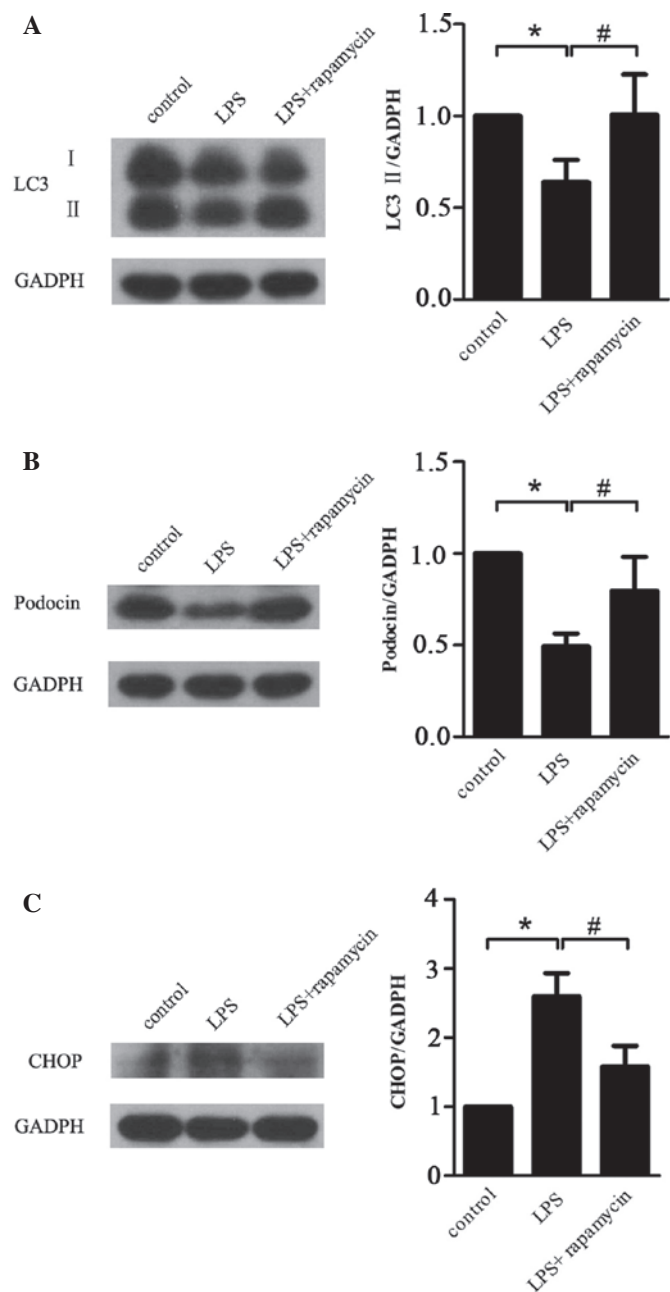 A
control
LPS
LPS+rapamycin
LC3
I
II
GADPH
LC3 II/GADPH
1.5
1.0
0.5
0.0
*
#
control
LPS
LPS+rapamycin
B
control
LPS
LPS+rapamycin
Podocin
GADPH
Podocin/GADPH
1.5
1.0
0.5
0.0
*
#
control
LPS
LPS+rapamycin
C
control
LPS
LPS+rapamycin
CHOP
GADPH
CHOP/GADPH
4
3
2
1
0
*
#
control
LPS
LPS+ rapamycin